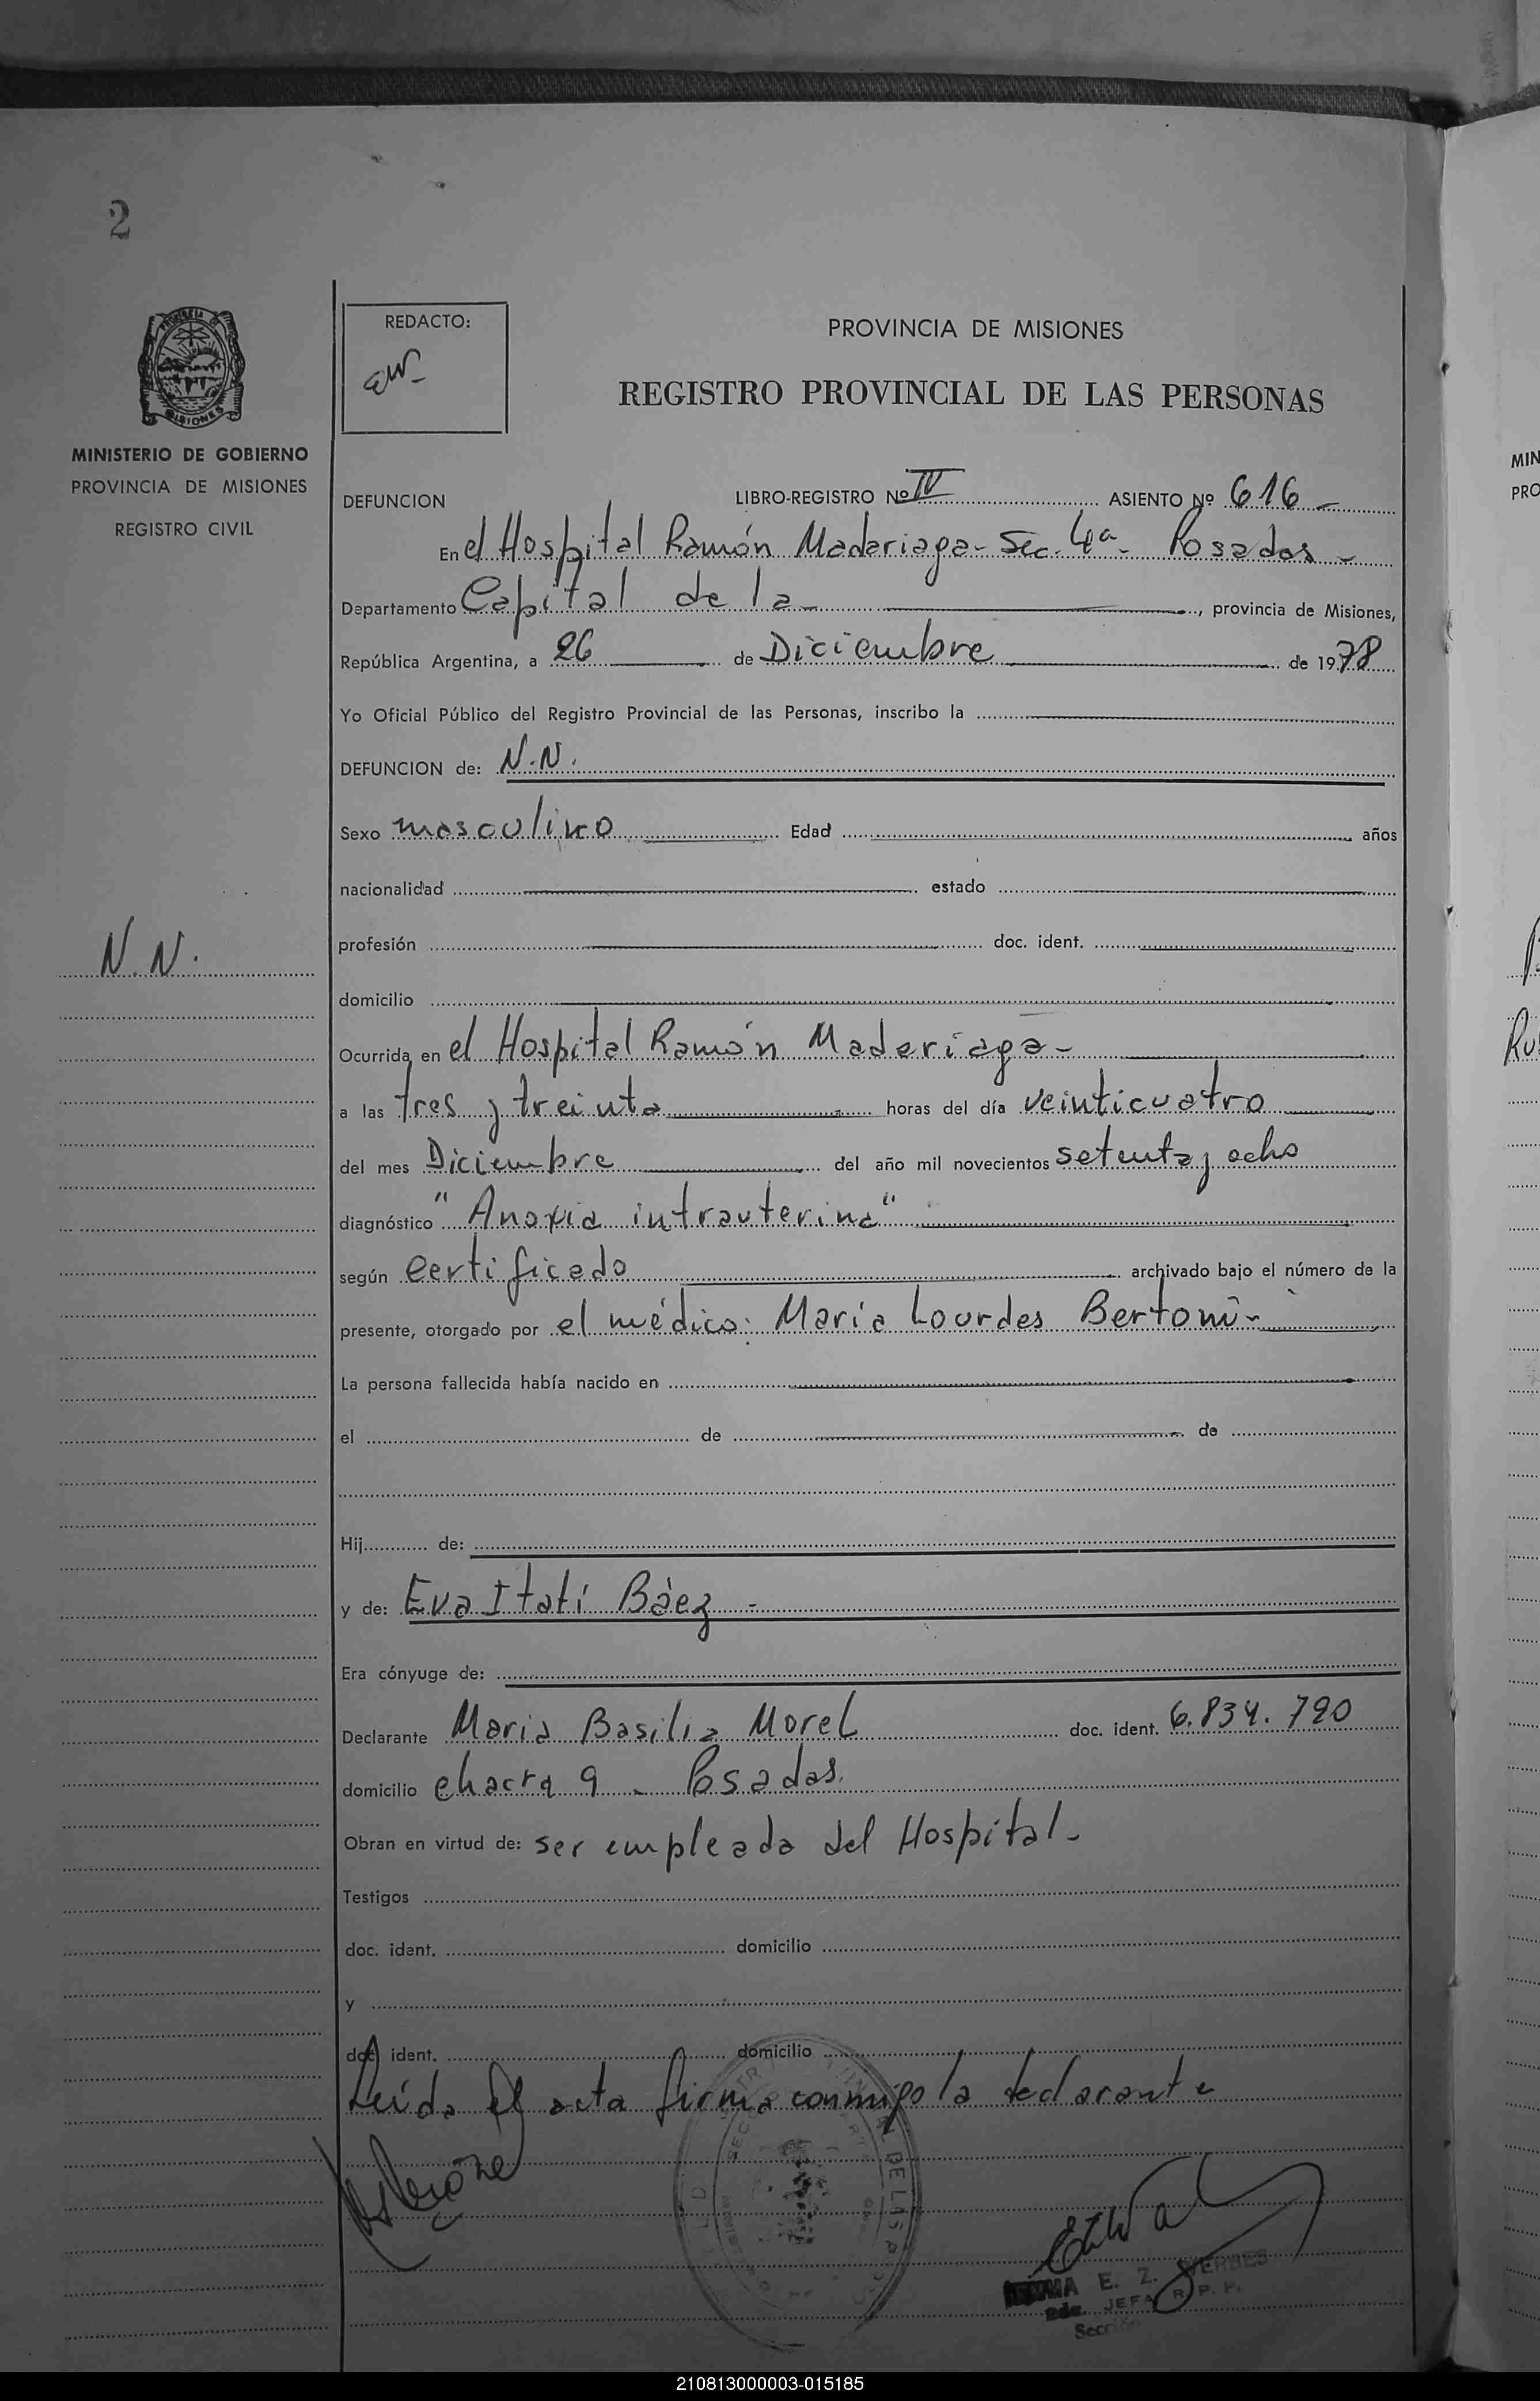 2
MINISTERIO DE GOBIERNO
PROVINCIA DE MISIONES
REGISTRO CIVIL
N. N.
REDACTO:
PROVINCIA DE MISIONES
REGISTRO PROVINCIAL DE LAS PERSONAS
DEFUNCION LIBRO-REGISTRO Nº IV ASIENTO Nº 616 -
En el Hospital Ramón Madariaga - Sec. 4a - Posadas -
Departamento Capital de la -, provincia de Misiones,
República Argentina, a 26 de Diciembre de 1978
Yo Oficial Público del Registro Provincial de las Personas, inscribo la
DEFUNCION de: N.N.
Sexo masculino Edad años
nacionalidad estado
profesión doc. ident.
domicilio
Ocurrida en el Hospital Ramón Madariaga -
a las tres y treinta horas del día veinticuatro
del mes Diciembre del año mil novecientos setenta y ocho
diagnóstico "Anoxia intrauterina"
según certificado archivado bajo el número de la
presente, otorgado por el médico: María Lourdes Bertoni -
La persona fallecida había nacido en
el de de
Hij de:
y de: Eva Itatí Báez -
Era cónyuge de:
Declarante Maria Basilia Morel doc. ident. 6.834.790
domicilio chacra 9 - Posadas.
Obran en virtud de: ser empleada del Hospital -
Testigos
doc. ident. domicilio
y
doc. ident. domicilio
Leída el acta firma conmigo la declarante
E. Z.
JEFA R. P. P.
Sección
210813000003-015185
MIN
PRO